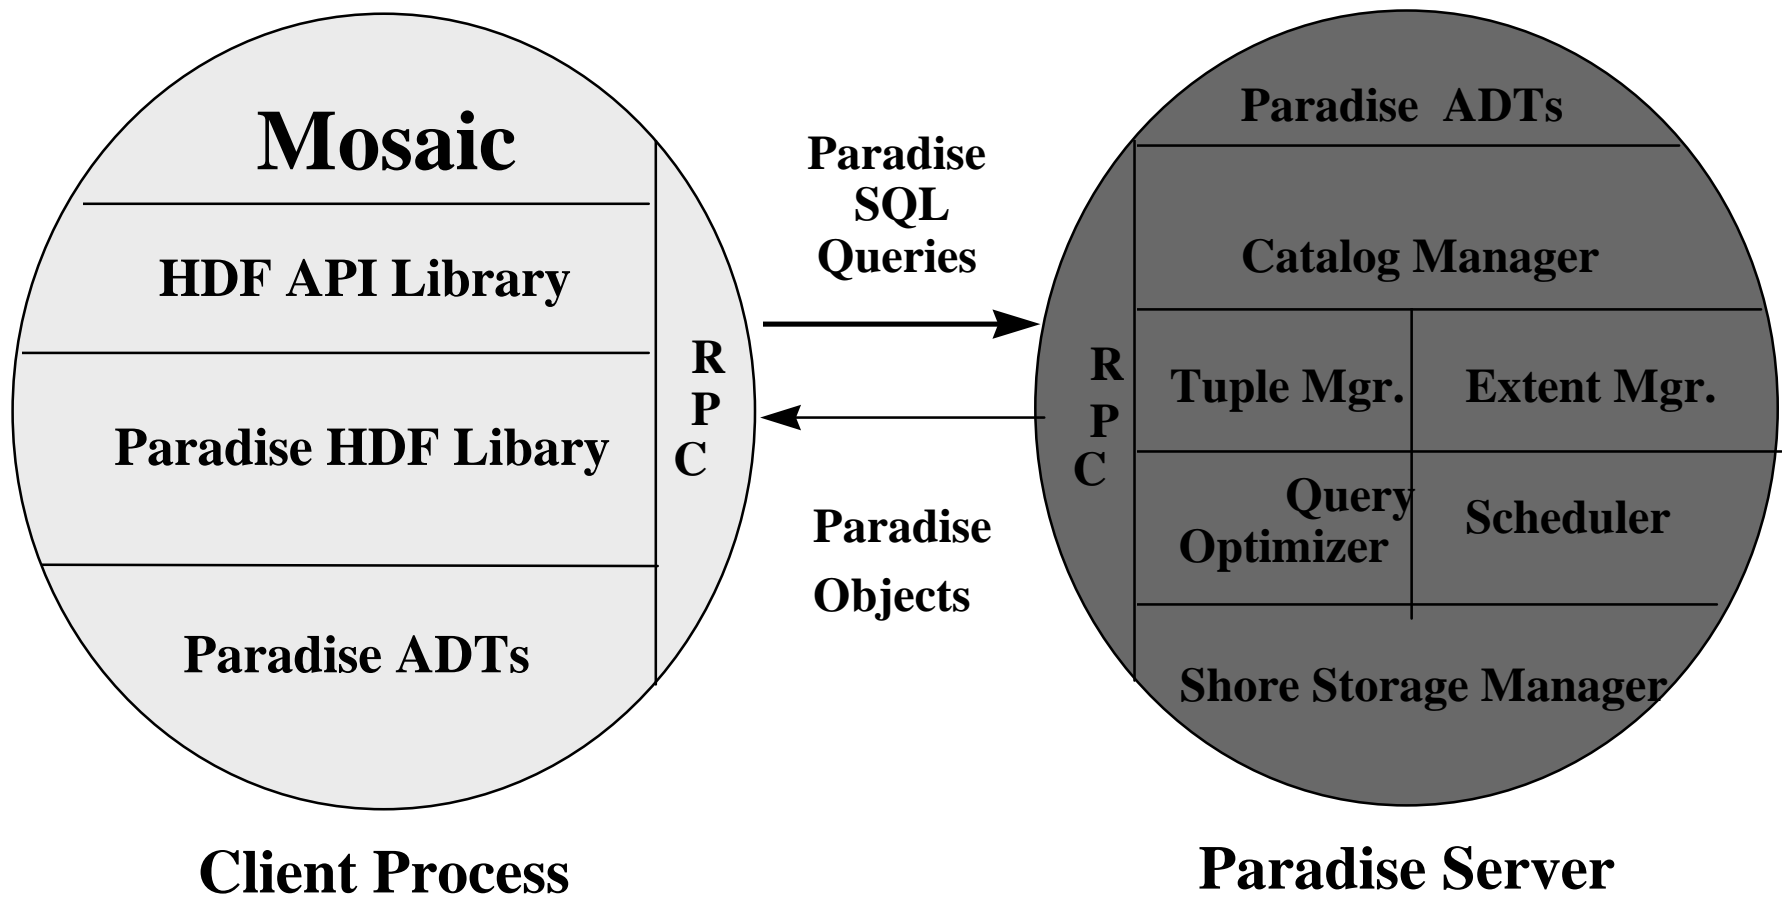 Mosaic
HDF API Library
Paradise HDF Libary
Paradise ADTs
R
P
C
Client Process
Paradise
SQL
Queries
Paradise
Objects
Paradise ADTs
Catalog Manager
R
P
C
Tuple Mgr.
Extent Mgr.
Query
Optimizer
Scheduler
Shore Storage Manager
Paradise Server